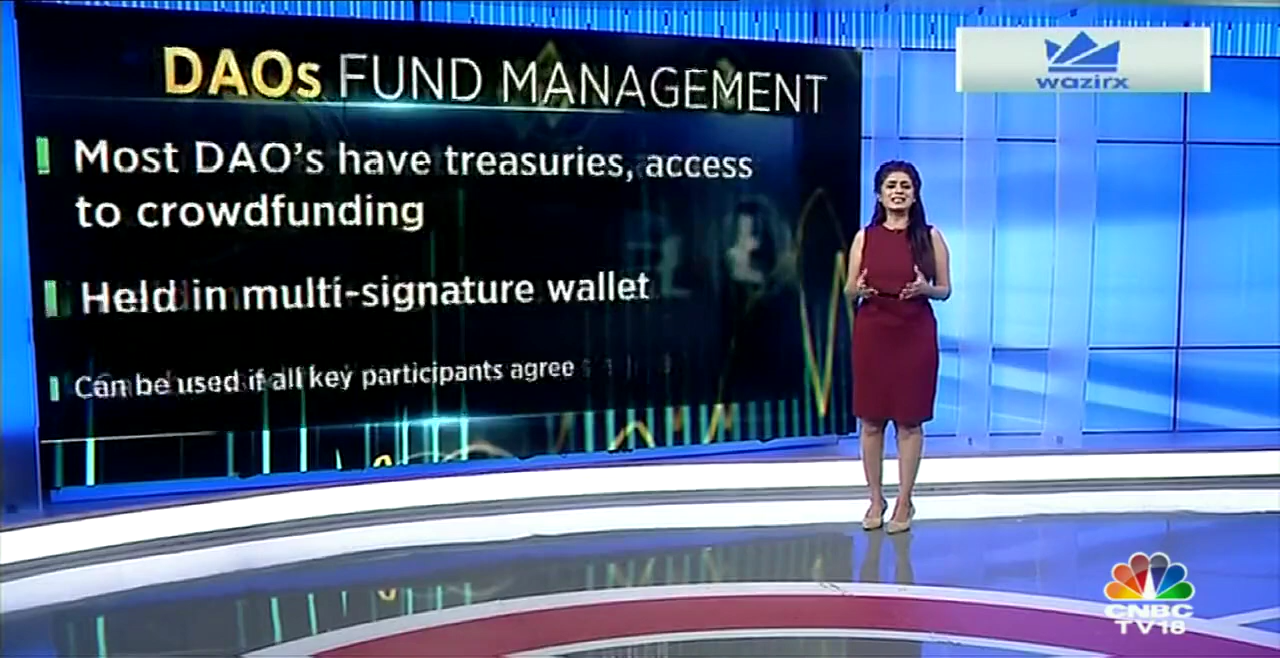 DAOs FUND MANAGEMENT
wazirx
Most DAO's have treasuries, access
to crowdfunding
Held in multi-signature wallet
Can be used if all key participants agree
CNBC
TV18